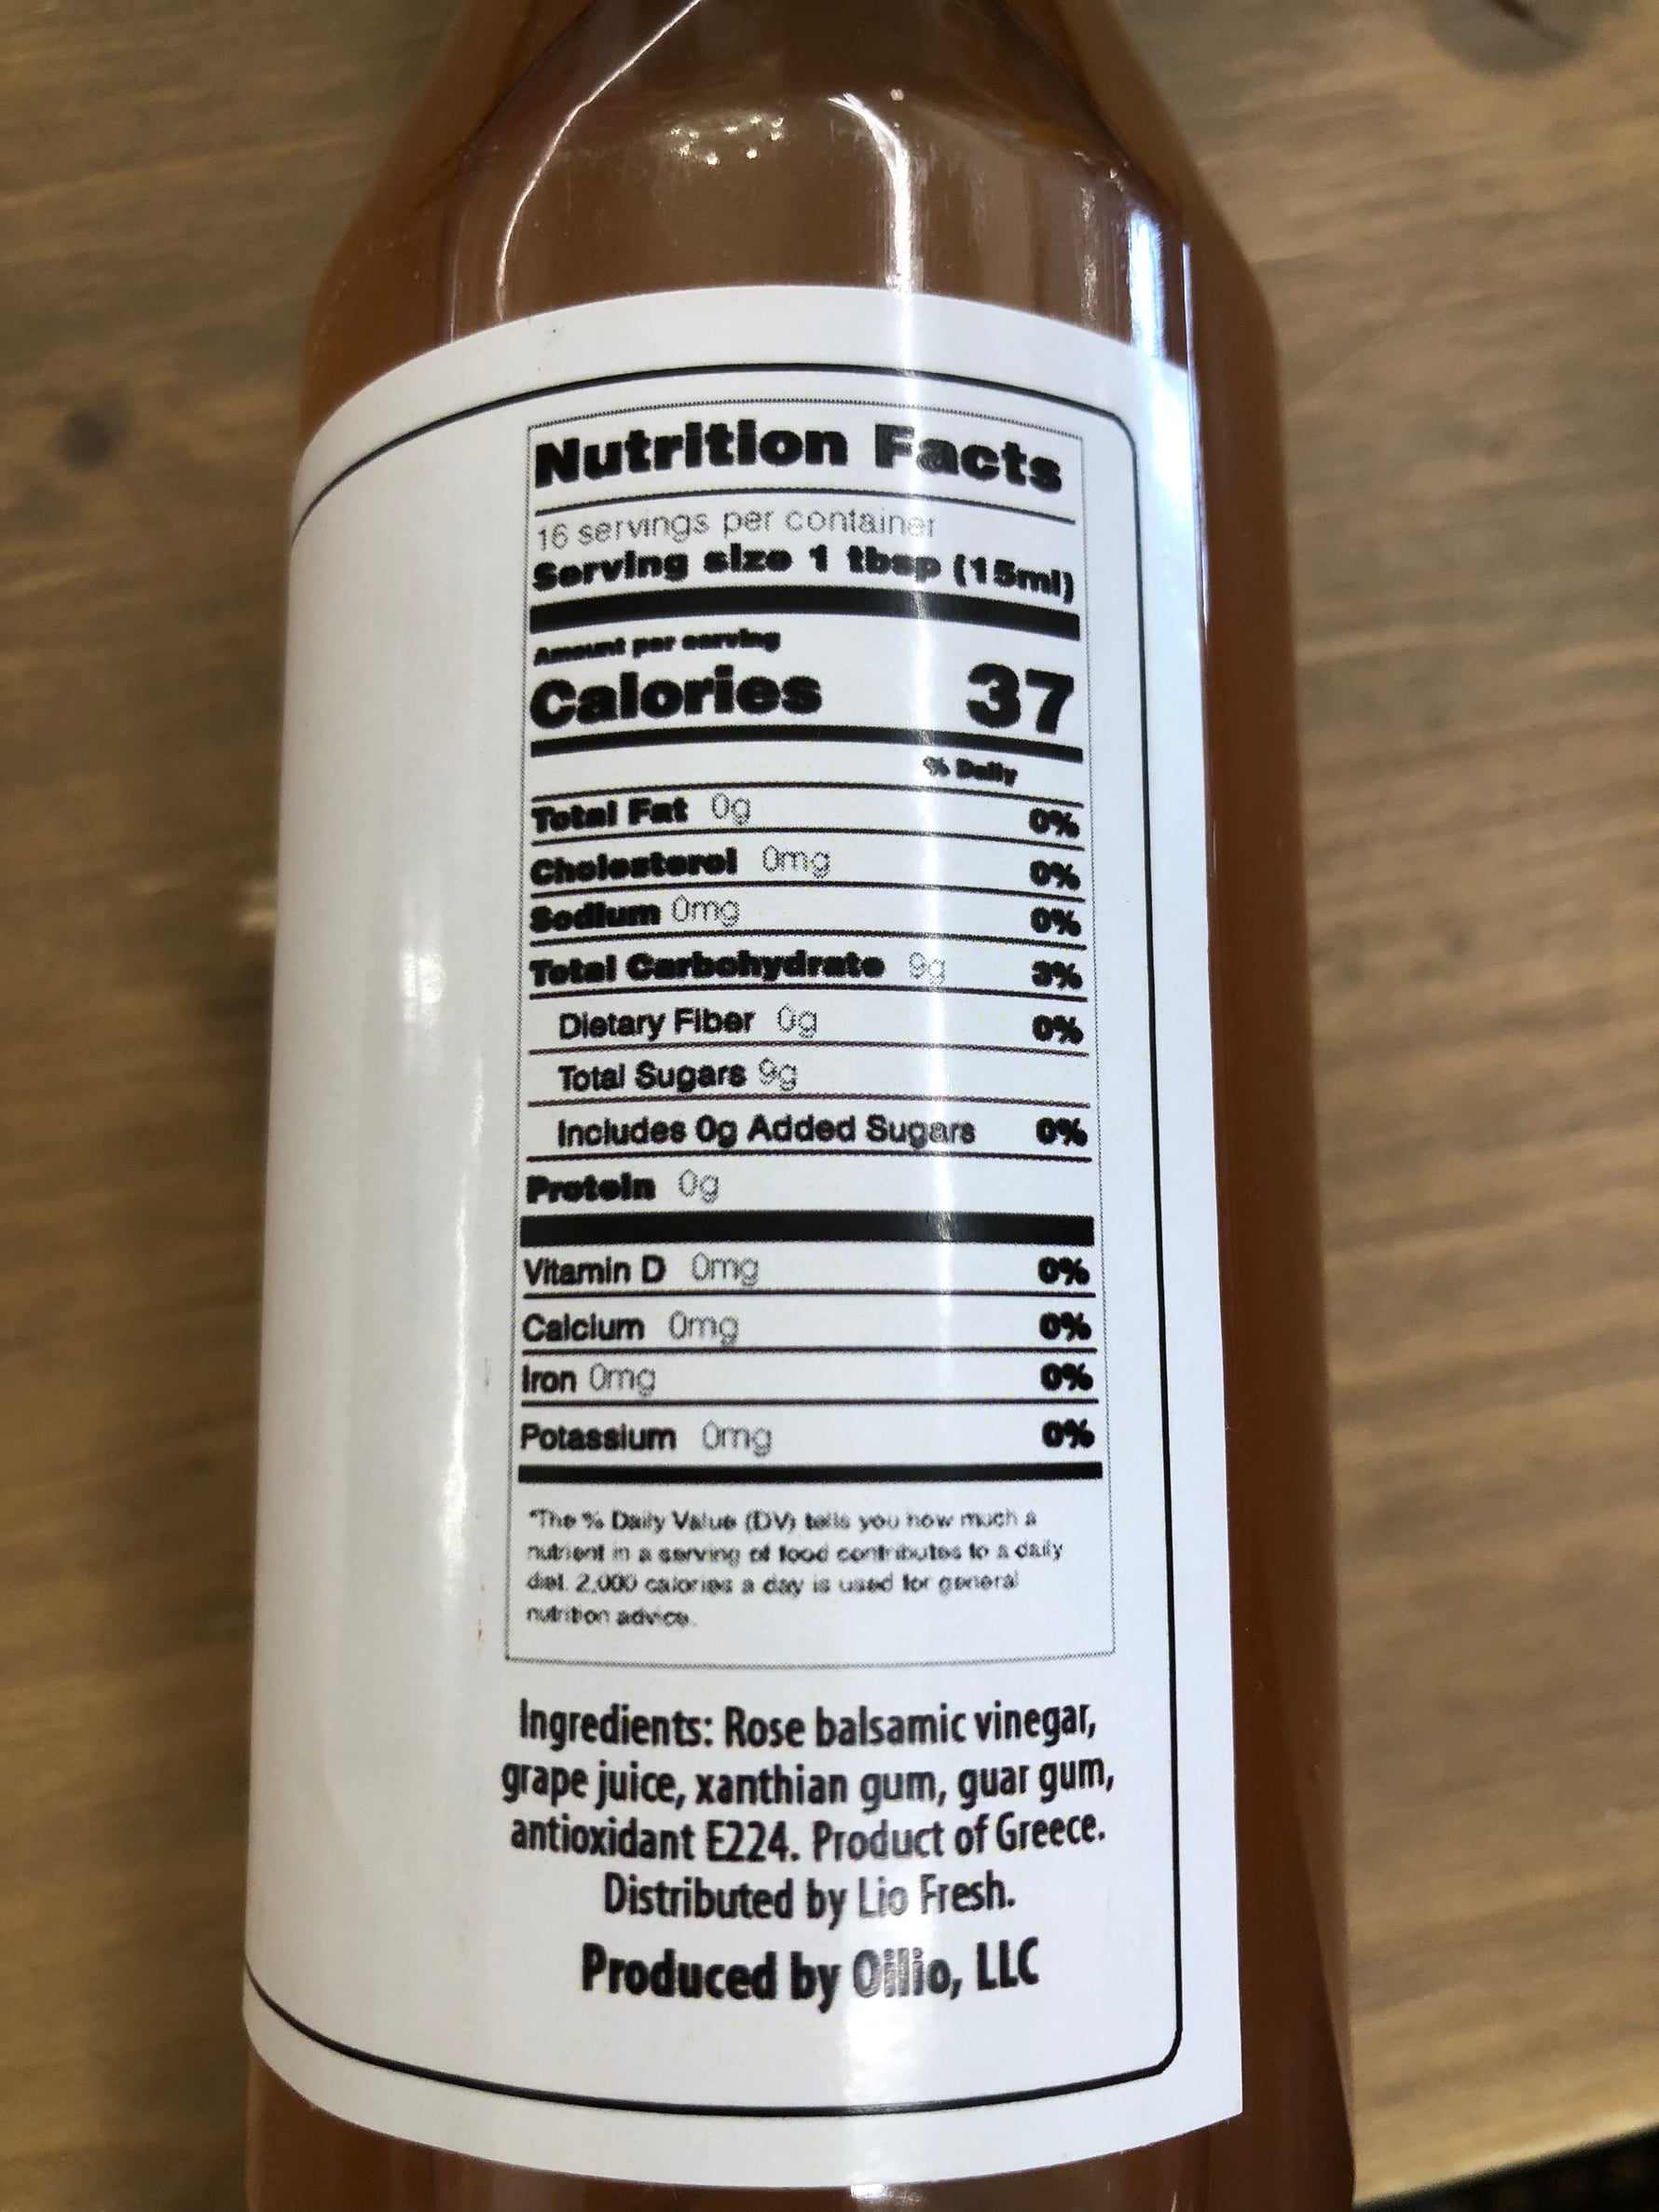 Nutrition Facts
16 servings per container
Serving size 1 tbsp (15ml)
Amount per serving
Calories 37
% Daily
Total Fat 0g 0%
Cholesterol 0mg 0%
Sodium 0mg 0%
Total Carbohydrate 9g 3%
Dietary Fiber 0g 0%
Total Sugars 9g
Includes 0g Added Sugars 0%
Protein 0g
Vitamin D 0mg 0%
Calcium 0mg 0%
Iron 0mg 0%
Potassium 0mg 0%
*The % Daily Value (DV) tells you how much a
nutrient in a serving of food contributes to a daily
diet. 2,000 calories a day is used for general
nutrition advice.
Ingredients: Rose balsamic vinegar,
grape juice, xanthian gum, guar gum,
antioxidant E224. Product of Greece.
Distributed by Lio Fresh.
Produced by Oilio, LLC